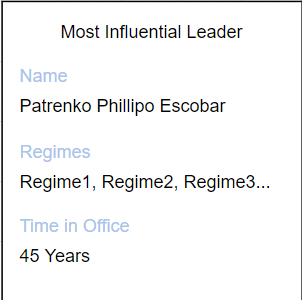 Most Influential Leader
Name
Patrenko Phillipo Escobar
Regimes
Regime1, Regime2, Regime3...
Time in Office
45 Years